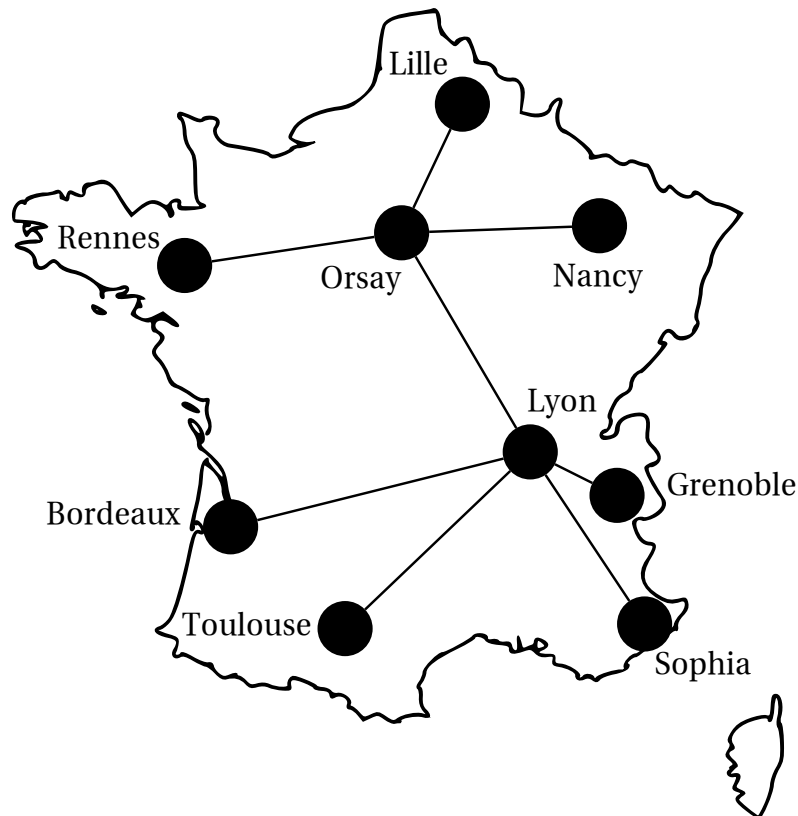 Lille
Rennes
Orsay
Nancy
Lyon
Grenoble
Bordeaux
Toulouse
Sophia